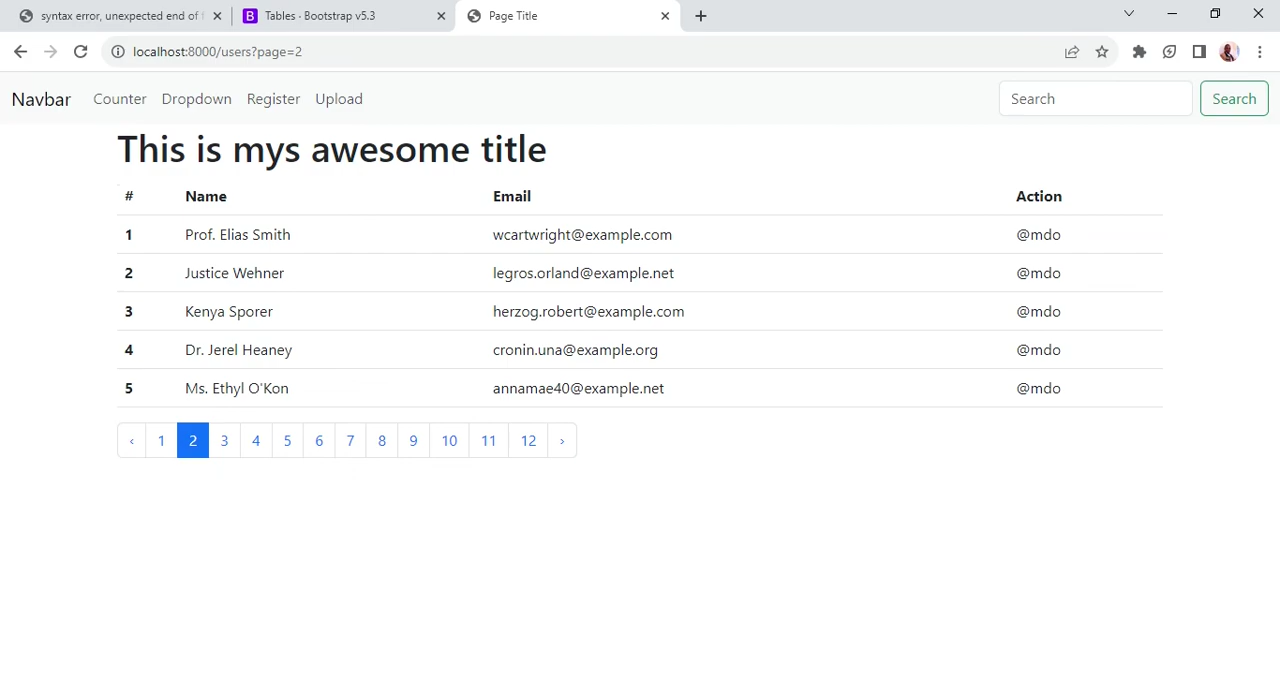 syntax error, unexpected end of f
Tables · Bootstrap v5.3
Page Title
localhost:8000/users?page=2
Navbar Counter Dropdown Register Upload Search Search
This is mys awesome title
# Name Email Action
1 Prof. Elias Smith wcartwright@example.com @mdo
2 Justice Wehner legros.orland@example.net @mdo
3 Kenya Sporer herzog.robert@example.com @mdo
4 Dr. Jerel Heaney cronin.una@example.org @mdo
5 Ms. Ethyl O'Kon annamae40@example.net @mdo
‹ 1 2 3 4 5 6 7 8 9 10 11 12 ›